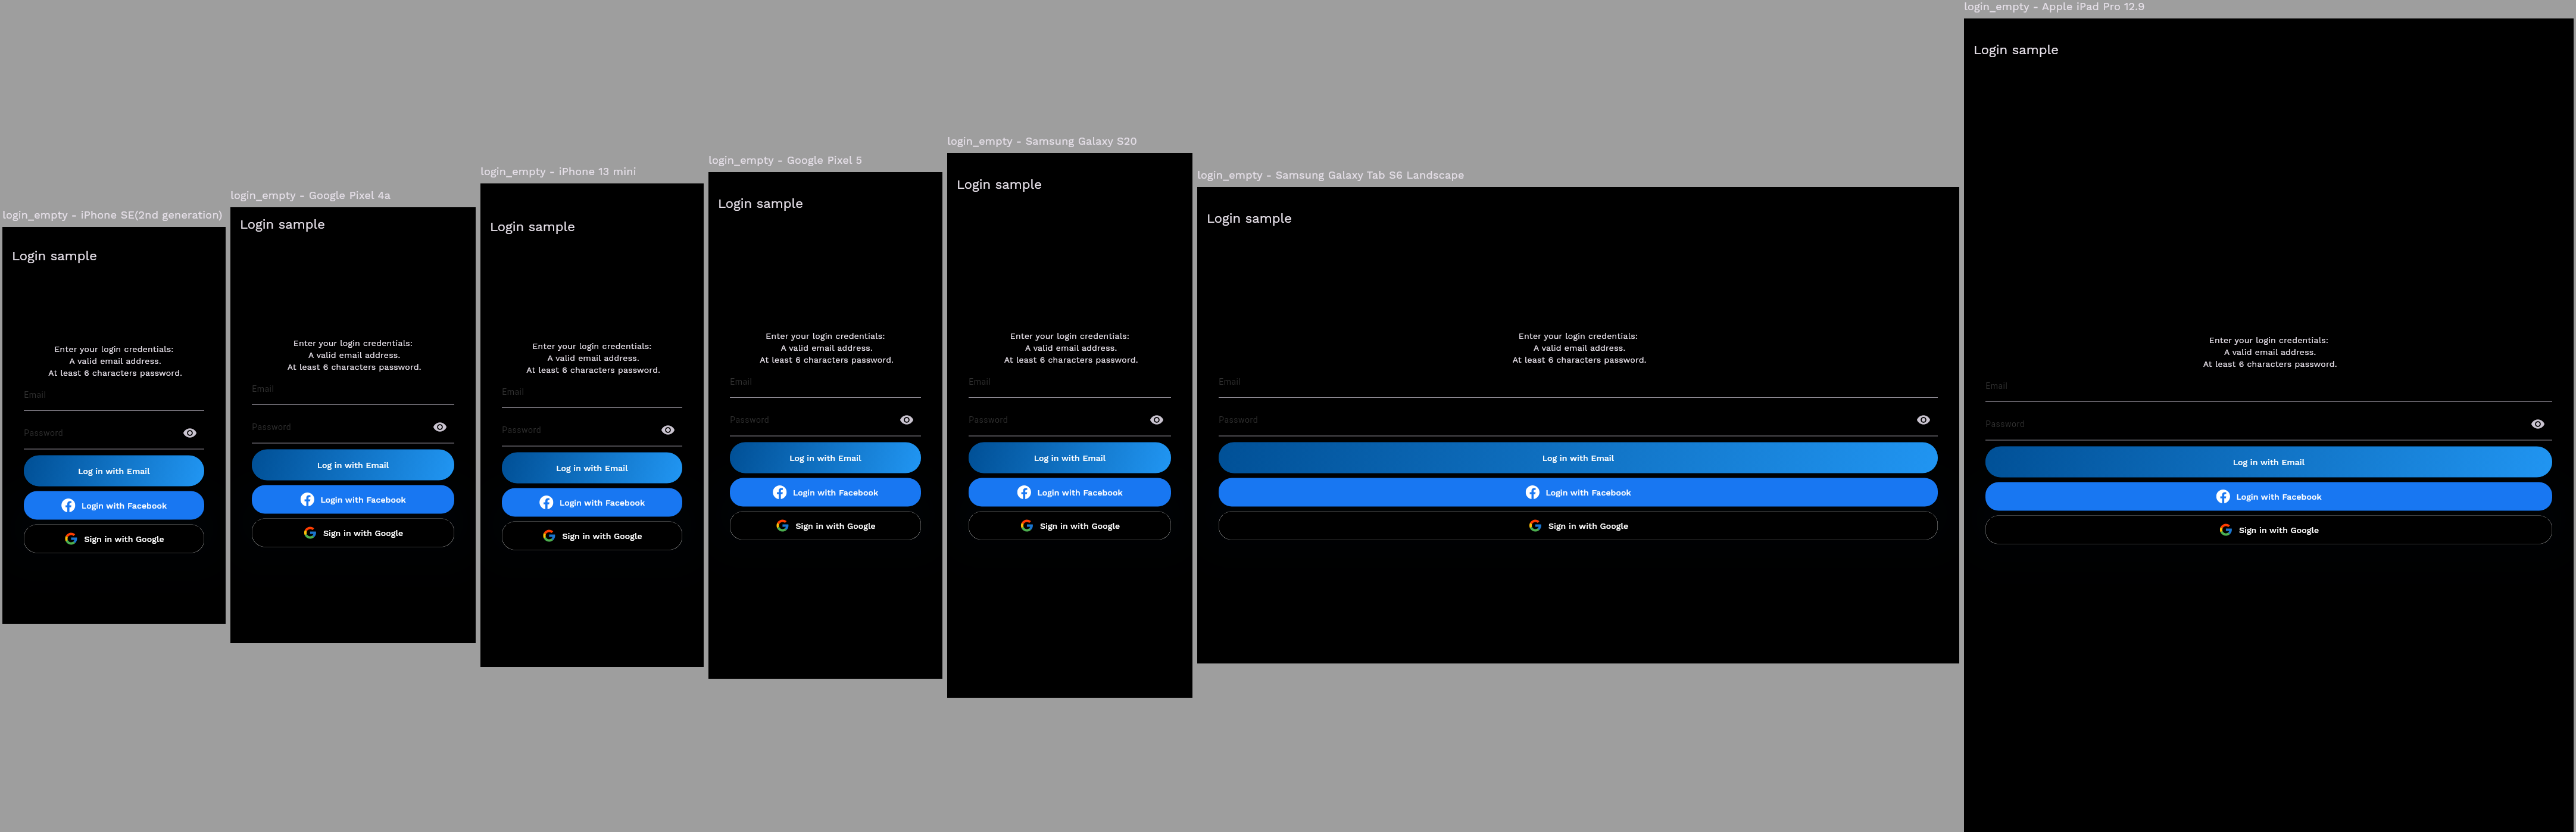 login_empty - iPhone SE(2nd generation)
Login sample
Enter your login credentials:
A valid email address.
At least 6 characters password.
Email
Password
Log in with Email
Login with Facebook
Sign in with Google
login_empty - Google Pixel 4a
Login sample
Enter your login credentials:
A valid email address.
At least 6 characters password.
Email
Password
Log in with Email
Login with Facebook
Sign in with Google
login_empty - iPhone 13 mini
Login sample
Enter your login credentials:
A valid email address.
At least 6 characters password.
Email
Password
Log in with Email
Login with Facebook
Sign in with Google
login_empty - Google Pixel 5
Login sample
Enter your login credentials:
A valid email address.
At least 6 characters password.
Email
Password
Log in with Email
Login with Facebook
Sign in with Google
login_empty - Samsung Galaxy S20
Login sample
Enter your login credentials:
A valid email address.
At least 6 characters password.
Email
Password
Log in with Email
Login with Facebook
Sign in with Google
login_empty - Samsung Galaxy Tab S6 Landscape
Login sample
Enter your login credentials:
A valid email address.
At least 6 characters password.
Email
Password
Log in with Email
Login with Facebook
Sign in with Google
login_empty - Apple iPad Pro 12.9
Login sample
Enter your login credentials:
A valid email address.
At least 6 characters password.
Email
Password
Log in with Email
Login with Facebook
Sign in with Google